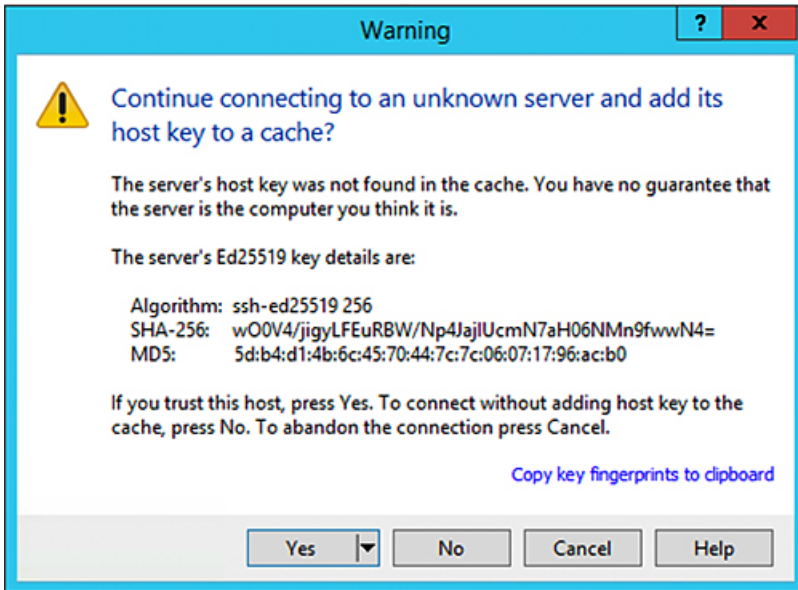 Warning
?
x
Continue connecting to an unknown server and add its
host key to a cache?
The server's host key was not found in the cache. You have no guarantee that
the server is the computer you think it is.
The server's Ed25519 key details are:
Algorithm: ssh-ed25519 256
SHA-256: wO0V4/jigyLFEuRBW/Np4JajlUcmN7aH06NMn9fwwN4=
MD5: 5d:b4:d1:4b:6c:45:70:44:7c:7c:06:07:17:96:ac:b0
If you trust this host, press Yes. To connect without adding host key to the
cache, press No. To abandon the connection press Cancel.
Copy key fingerprints to clipboard
Yes
No
Cancel
Help